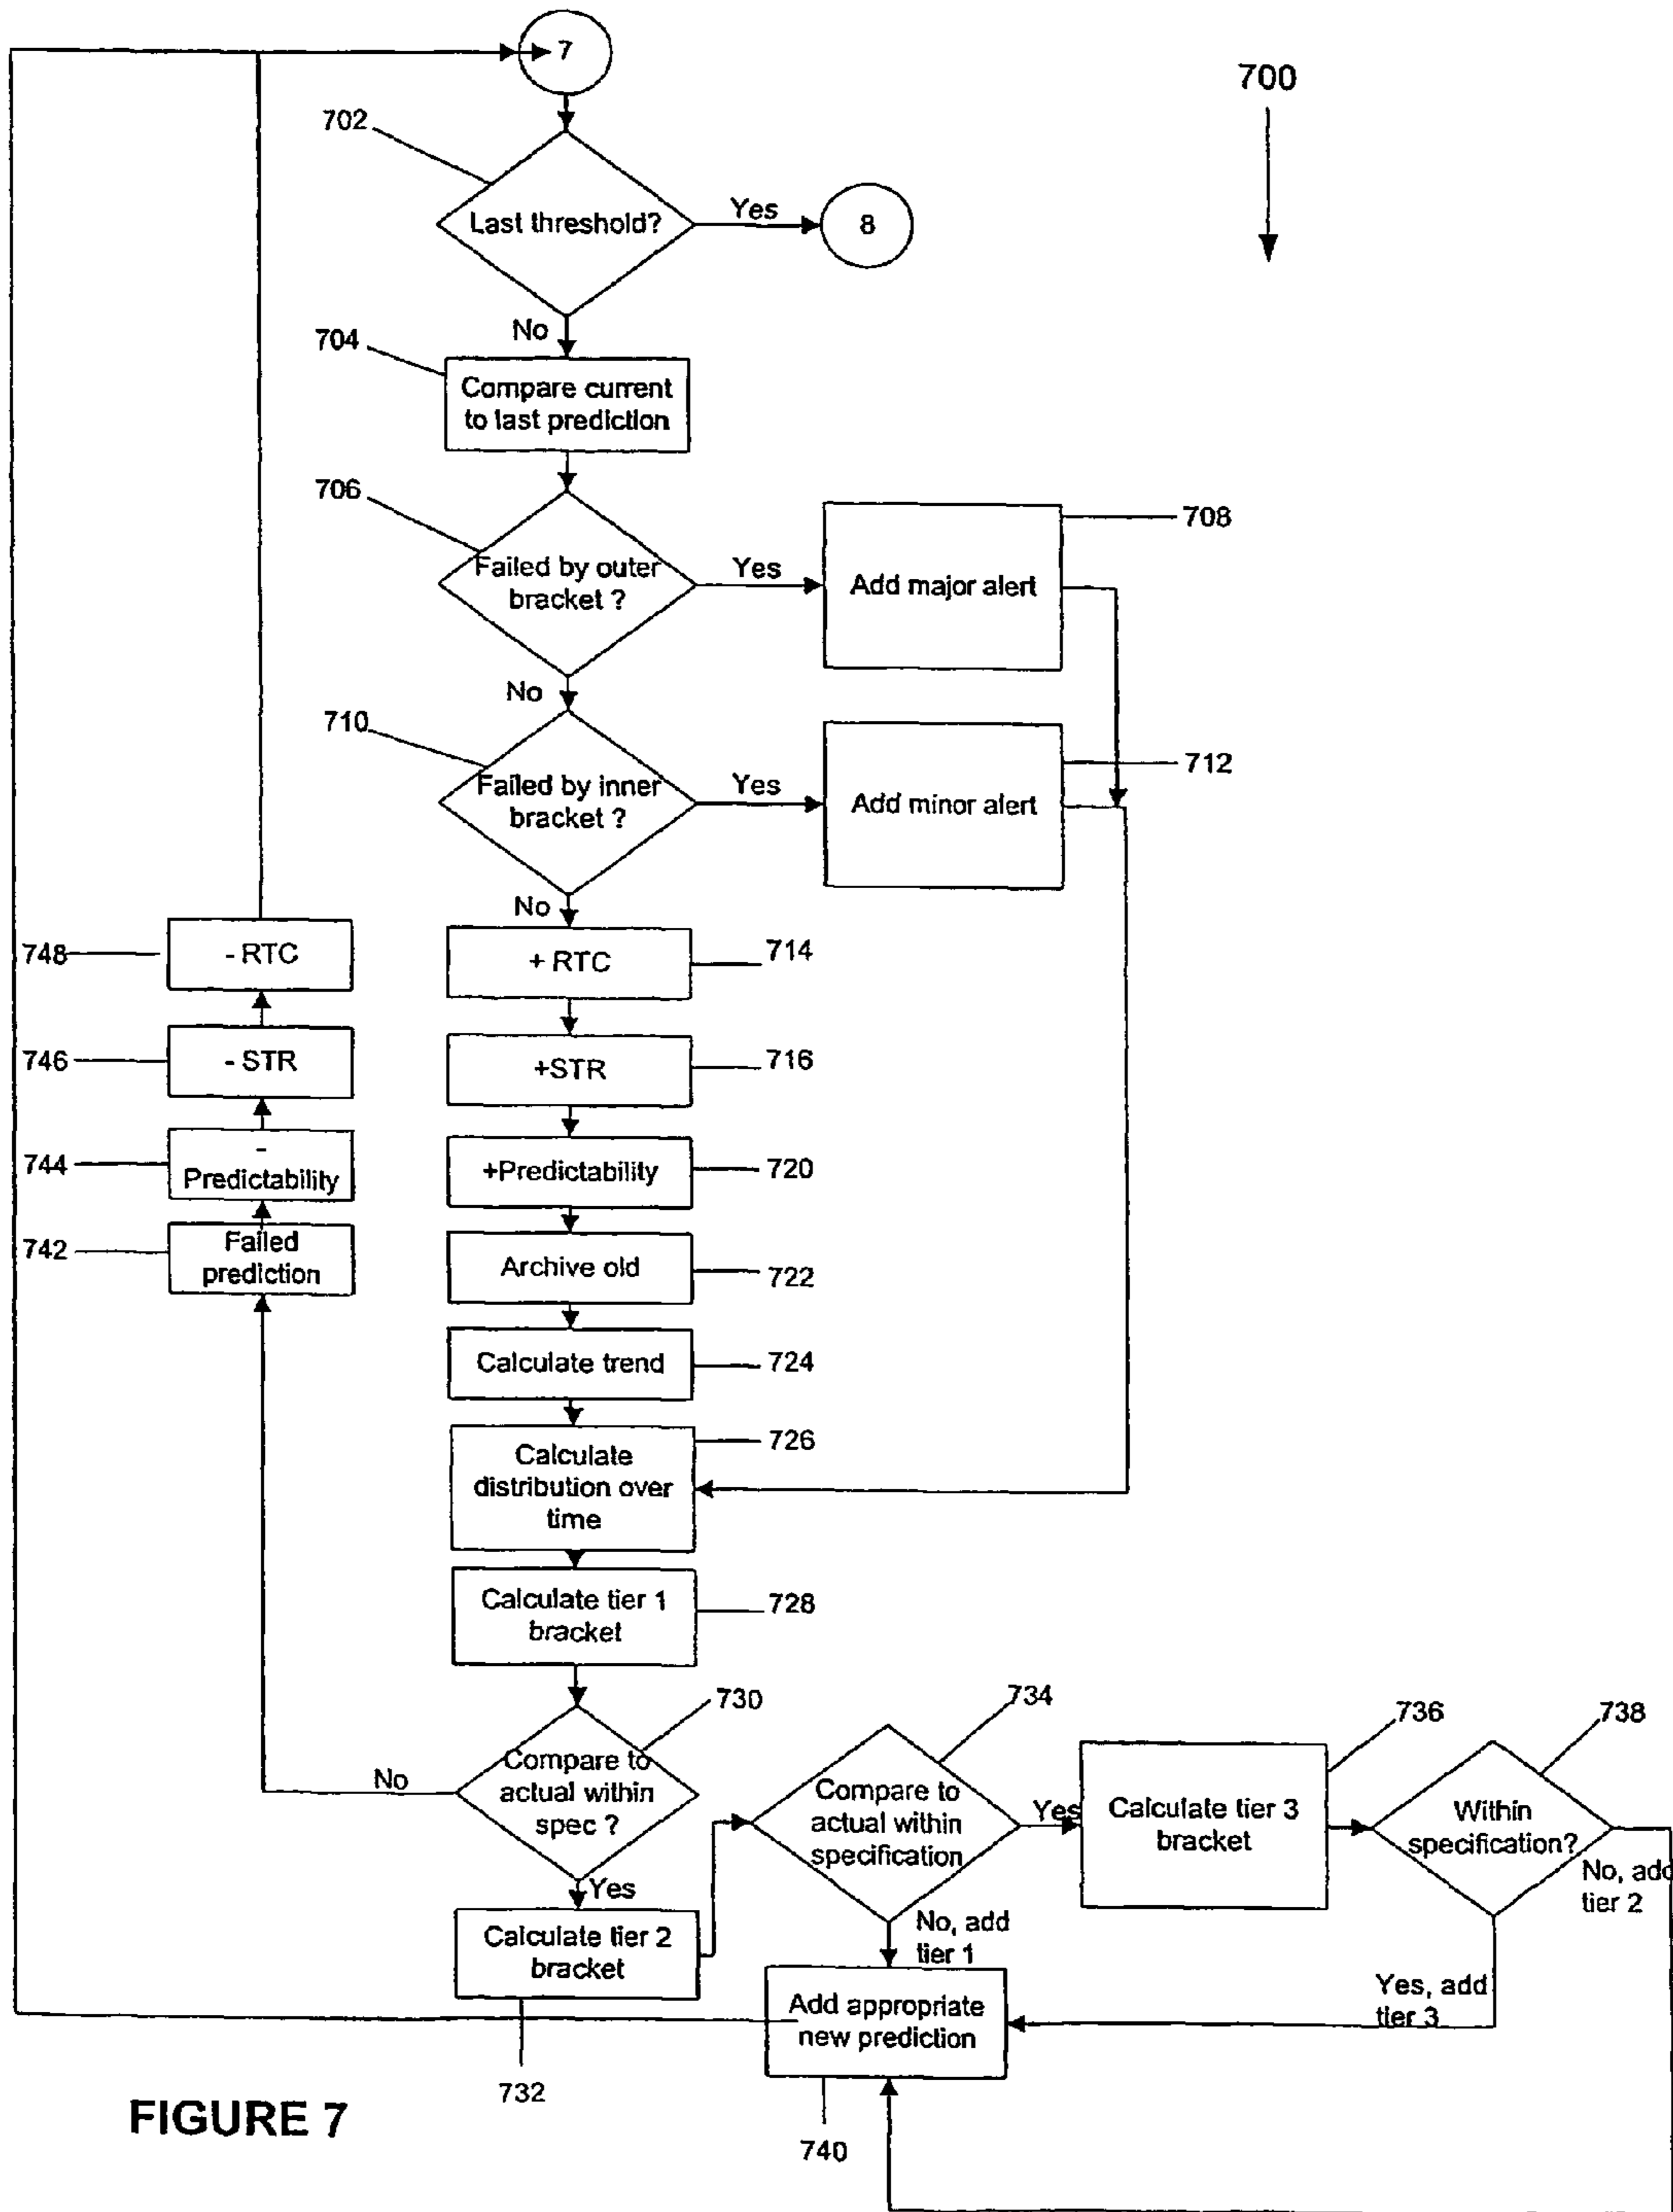 7
700
702
Last threshold?
Yes
8
No
704
Compare current
to last prediction
706
Failed by outer
bracket ?
Yes
Add major alert
708
No
710
Failed by inner
bracket ?
Yes
Add minor alert
712
No
748
- RTC
+ RTC
714
746
- STR
+STR
716
744
-
Predictability
+Predictability
720
742
Failed
prediction
Archive old
722
Calculate trend
724
Calculate
distribution over
time
726
Calculate tier 1
bracket
728
730
No
Compare to
actual within
spec ?
Yes
Calculate tier 2
bracket
732
734
Compare to
actual within
specification
Yes
No, add
tier 1
736
Calculate tier 3
bracket
738
Within
specification?
No, add
tier 2
Yes, add
tier 3
Add appropriate
new prediction
740
FIGURE 7